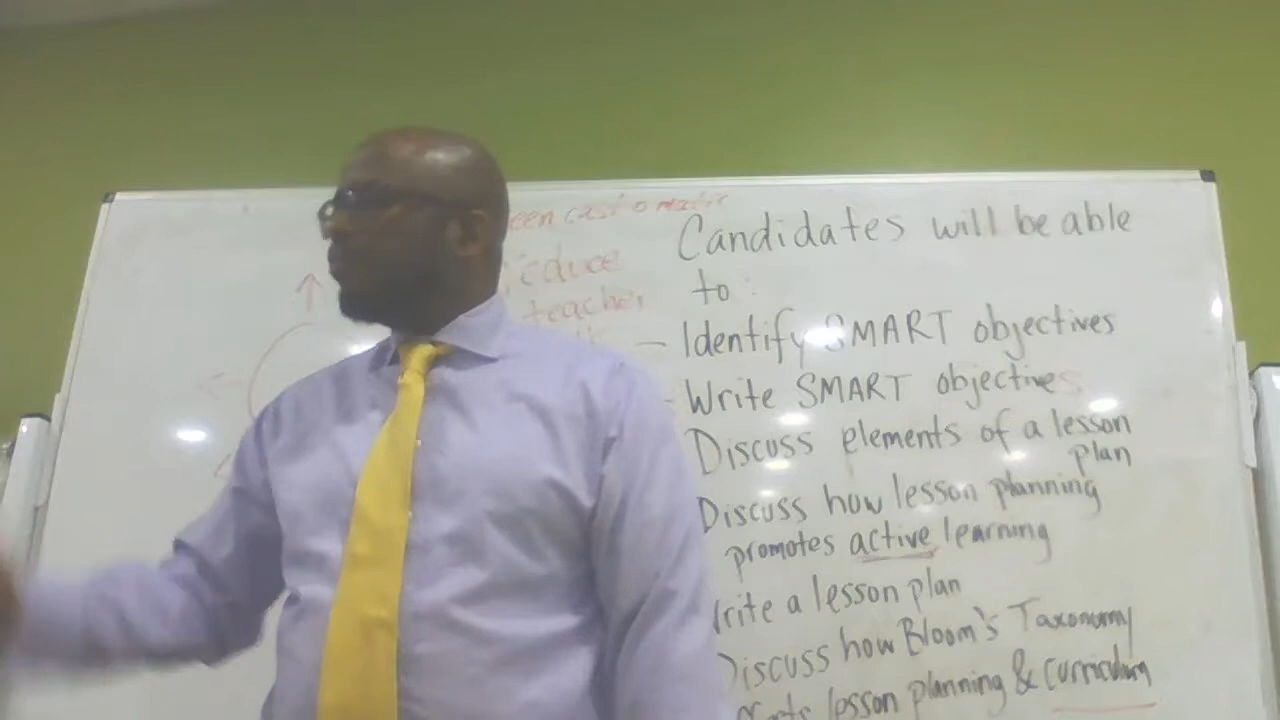 teacher
Candidates will be able
to:
- Identify SMART objectives
- Write SMART objectives
Discuss elements of a lesson
plan
Discuss how lesson planning
promotes active learning
a lesson plan
Discuss how Bloom's Taxonomy
lesson planning & curriculum